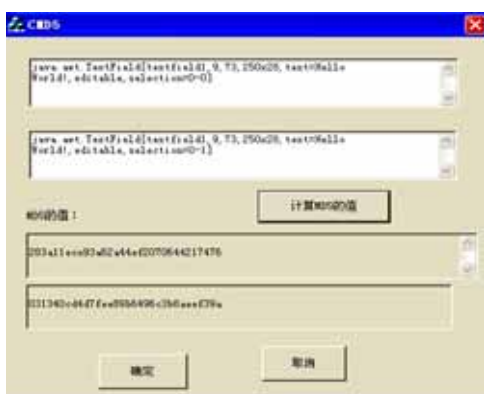 CMD5
java.awt.TextField[textfield1,9,73,250x28,text=Hello
World!,editable,selection=0-0]
java.awt.TextField[textfield1,9,73,250x28,text=Hello
World!,editable,selection=0-1]
计算MD5的值
MD5的值：
确定
取消